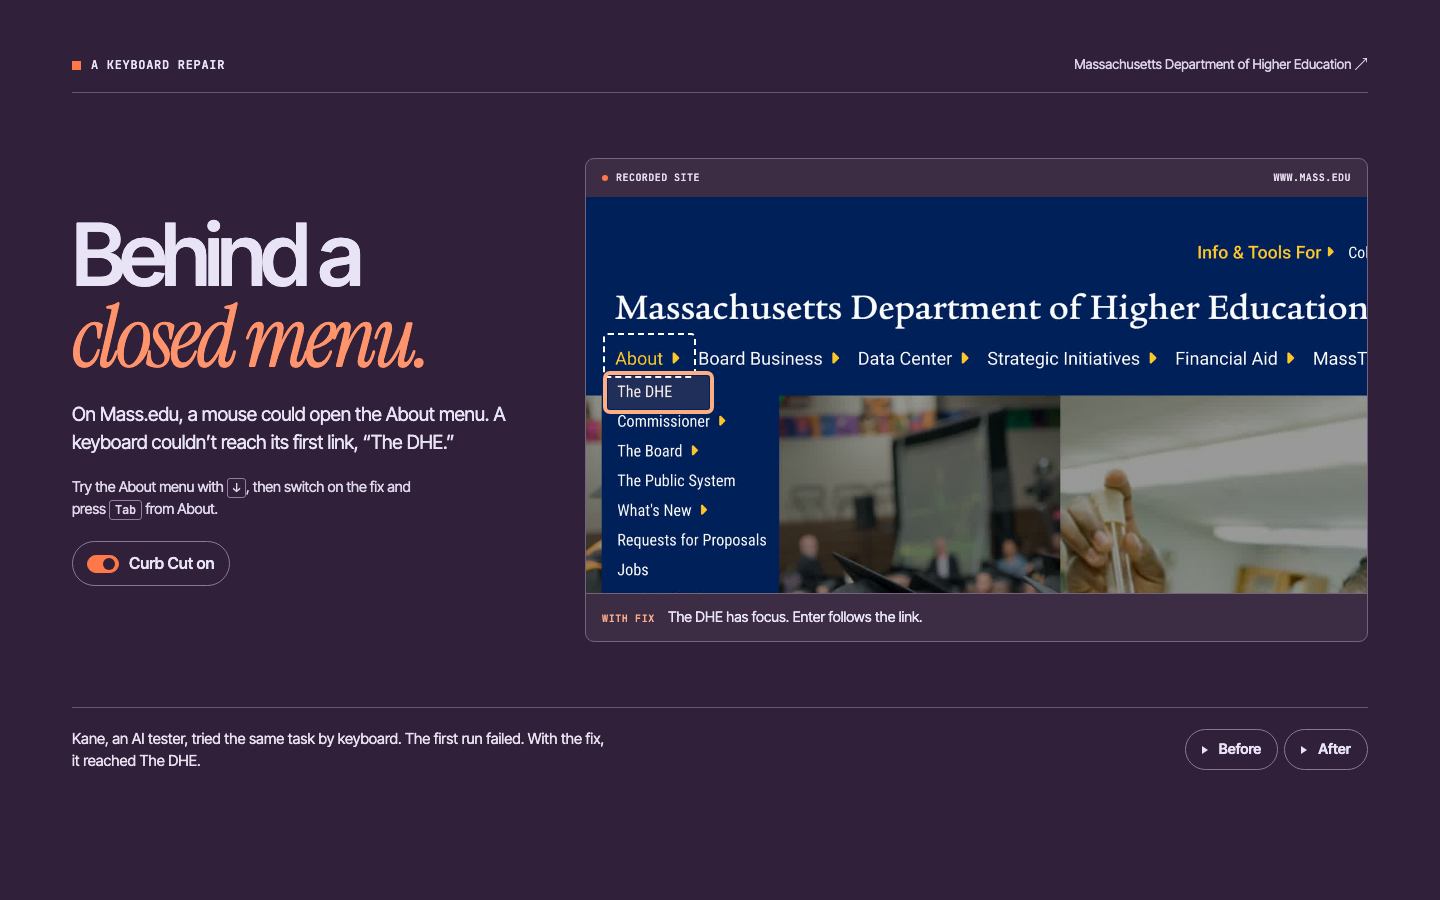 A KEYBOARD REPAIR
Massachusetts Department of Higher Education ↗
Behind a
closed menu.
On Mass.edu, a mouse could open the About menu. A
keyboard couldn’t reach its first link, “The DHE.”
Try the About menu with ↓, then switch on the fix and
press Tab from About.
Curb Cut on
RECORDED SITE
WWW.MASS.EDU
Info & Tools For
Massachusetts Department of Higher Education
About Board Business Data Center Strategic Initiatives Financial Aid MassT
The DHE
Commissioner
The Board
The Public System
What's New
Requests for Proposals
Jobs
WITH FIX The DHE has focus. Enter follows the link.
Kane, an AI tester, tried the same task by keyboard. The first run failed. With the fix,
it reached The DHE.
Before
After